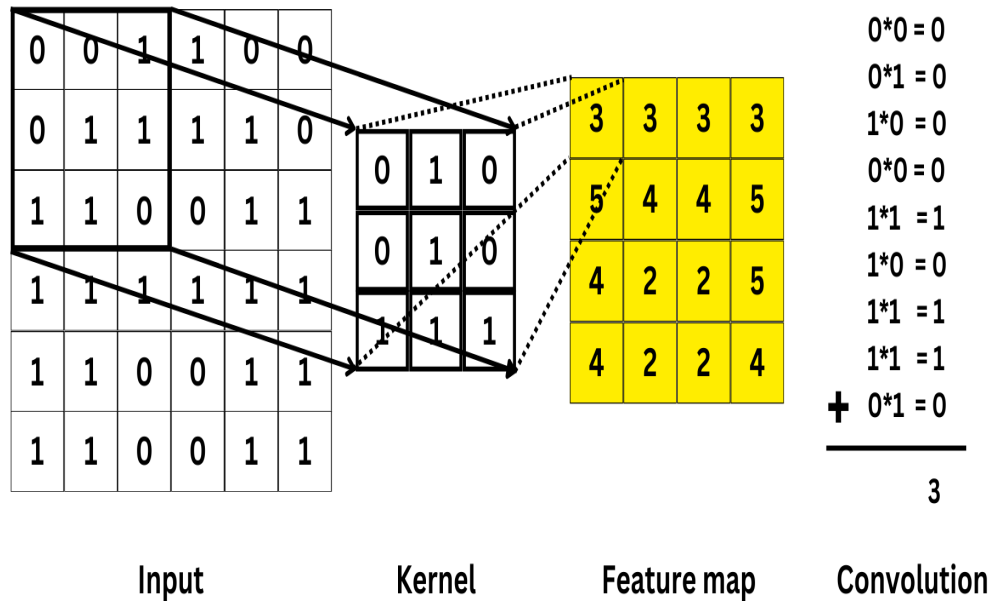 0 0 1 1 0 0
0 1 1 1 1 0
1 1 0 0 1 1
1 1 1 1 1 1
1 1 0 0 1 1
1 1 0 0 1 1
Input
0 1 0
0 1 0
1 1 1
Kernel
3 3 3 3
5 4 4 5
4 2 2 5
4 2 2 4
Feature map
0*0 = 0
0*1 = 0
1*0 = 0
0*0 = 0
1*1 = 1
1*0 = 0
1*1 = 1
1*1 = 1
+ 0*1 = 0
3
Convolution